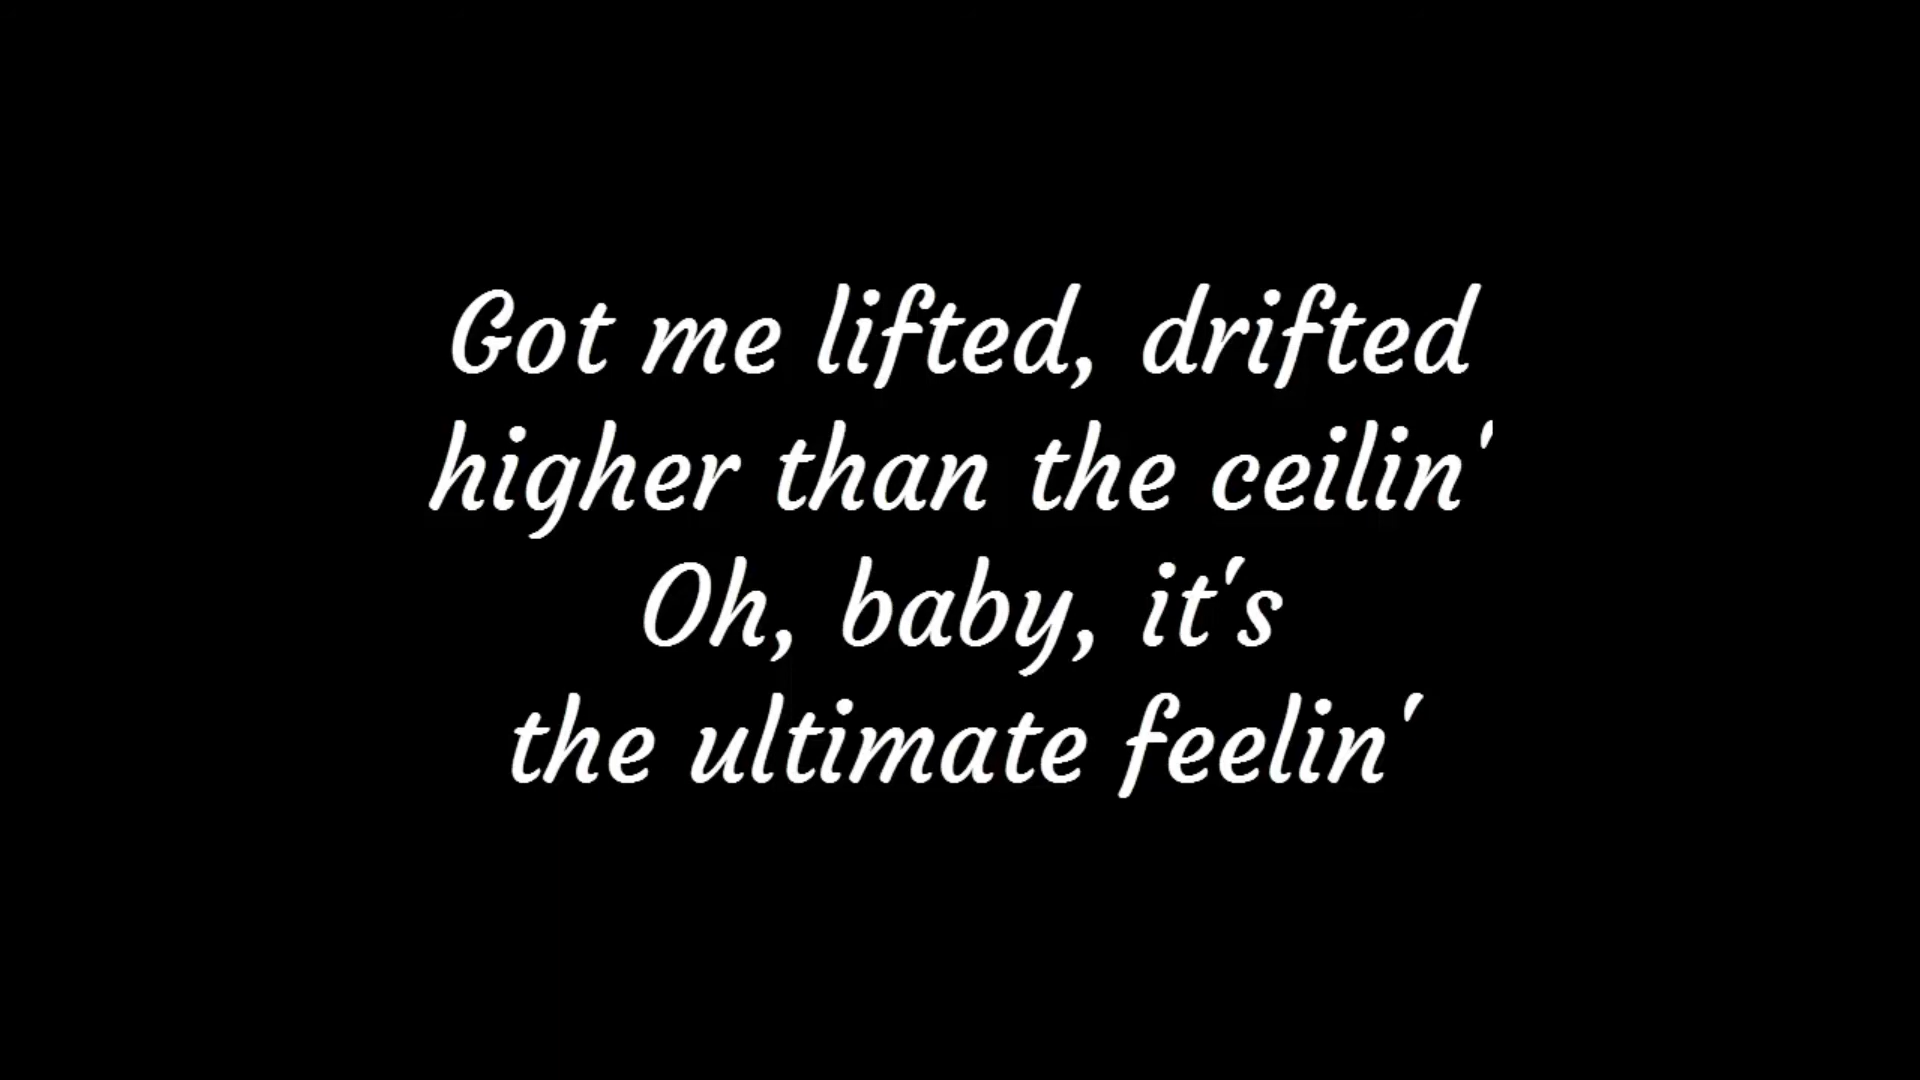 Got me lifted, drifted
higher than the ceilin'
Oh, baby, it's
the ultimate feelin'